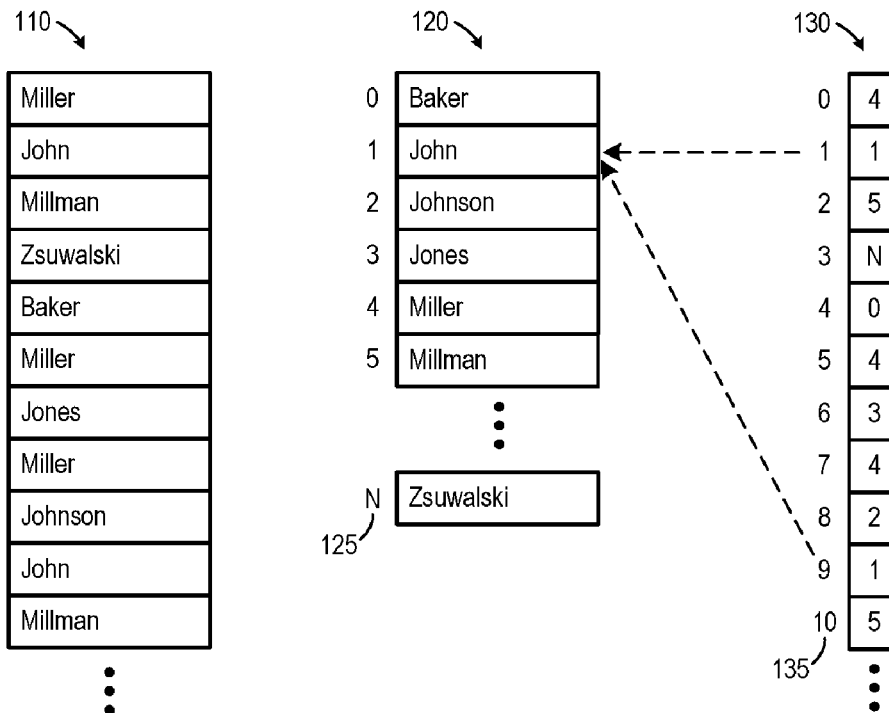 110
120
130
Miller
0 Baker
0 4
John
1 John
1 1
Millman
2 Johnson
2 5
Zsuwalski
3 Jones
3 N
Baker
4 Miller
4 0
Miller
5 Millman
5 4
Jones
6 3
Miller
N Zsuwalski
7 4
Johnson
125
8 2
John
9 1
Millman
10 5
135